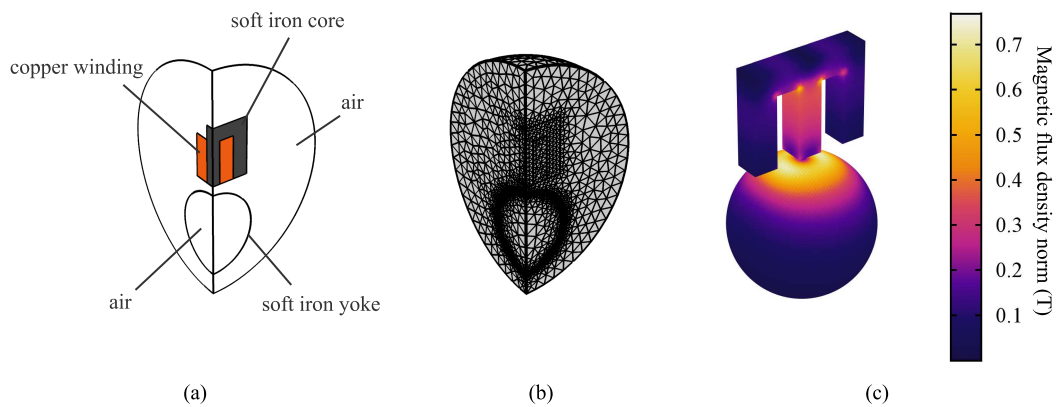 soft iron core
copper winding
air
air
soft iron yoke
0.7
0.6
0.5
0.4
0.3
0.2
0.1
Magnetic flux density norm (T)
(a)
(b)
(c)